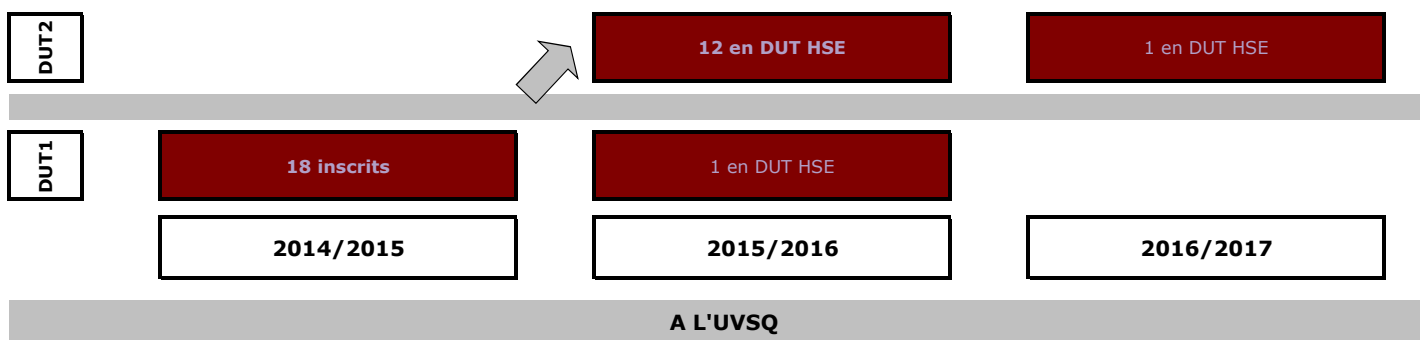 DUT2
12 en DUT HSE
1 en DUT HSE
DUT1
18 inscrits
1 en DUT HSE
2014/2015
2015/2016
2016/2017
A L'UVSQ